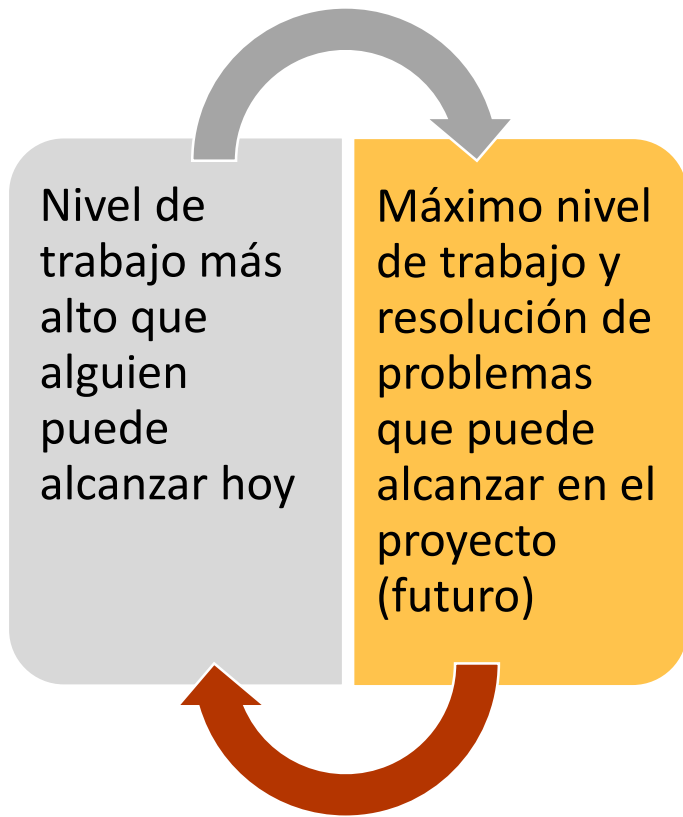 Nivel de
trabajo más
alto que
alguien
puede
alcanzar hoy
Máximo nivel
de trabajo y
resolución de
problemas
que puede
alcanzar en el
proyecto
(futuro)